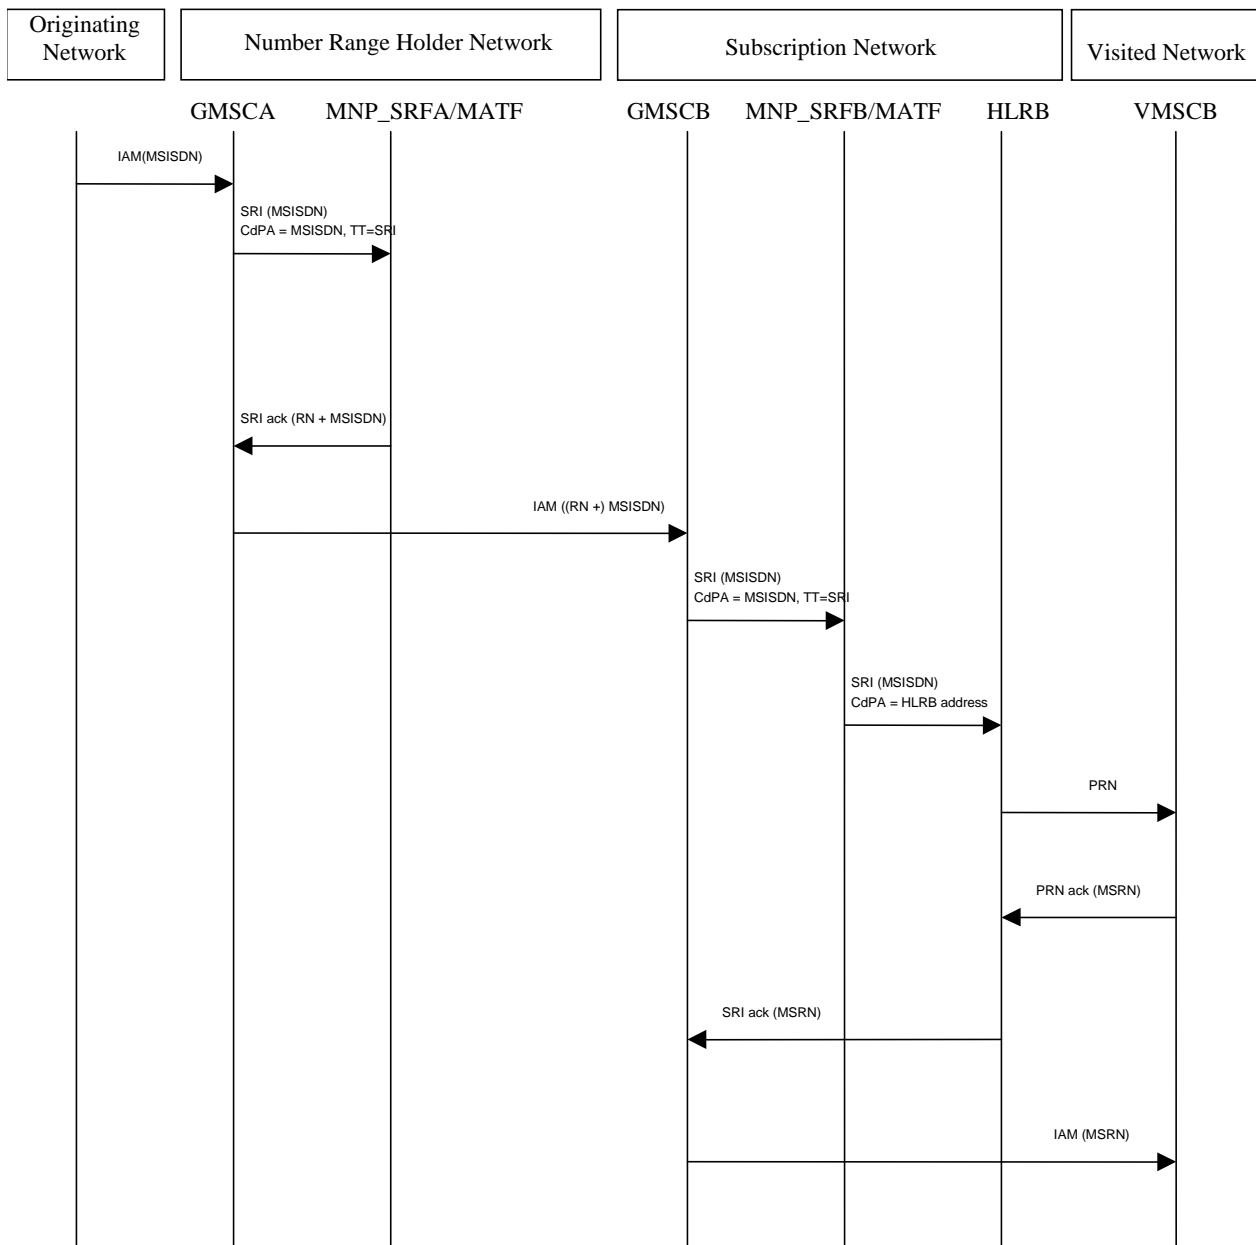 Originating
Network
Number Range Holder Network
Subscription Network
Visited Network
GMSCA
MNP_SRFA/MATF
GMSCB
MNP_SRFB/MATF
HLRB
VMSCB
IAM(MSISDN)
SRI (MSISDN)
CdPA = MSISDN, TT=SRI
SRI ack (RN + MSISDN)
IAM ((RN +) MSISDN)
SRI (MSISDN)
CdPA = MSISDN, TT=SRI
SRI (MSISDN)
CdPA = HLRB address
PRN
PRN ack (MSRN)
SRI ack (MSRN)
IAM (MSRN)